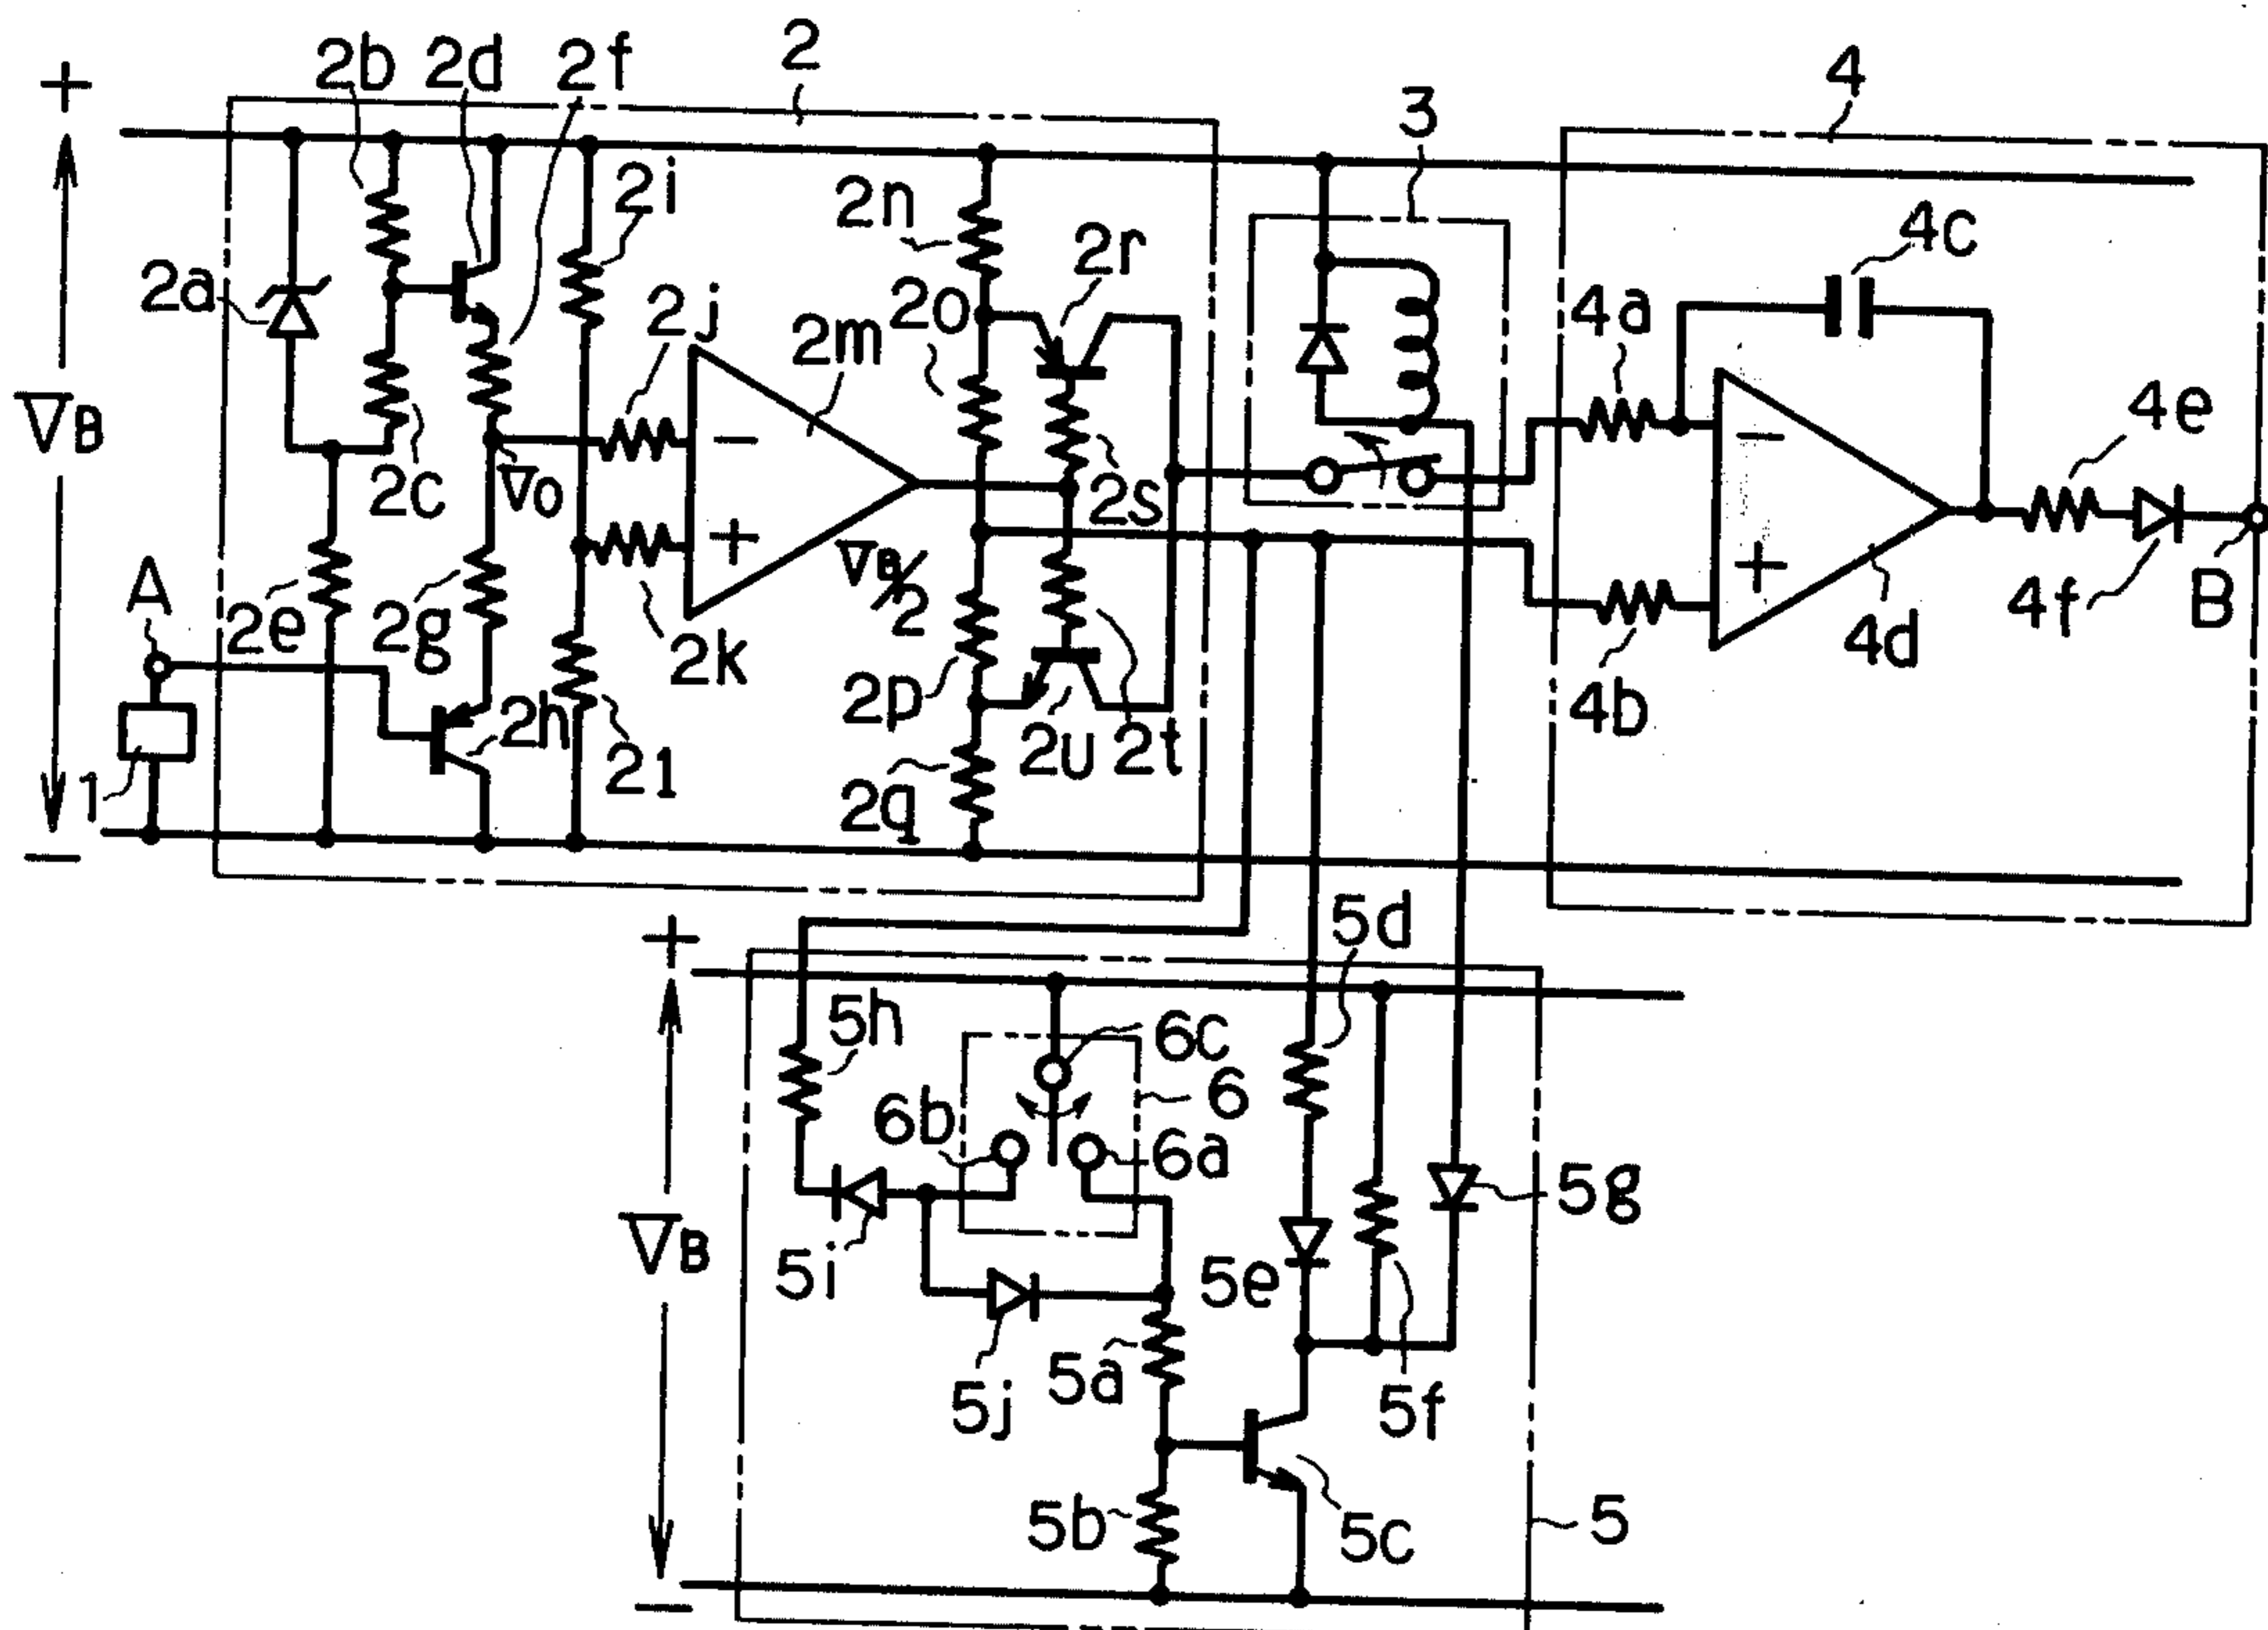 +
2b
2d
2f
2
3
4
2i
2n
2r
4c
2a
2j
2o
2m
4a
4e
VB
2c
Vo
2s
VB/2
A
2e
2g
2k
2p
4b
4d
4f
B
1
2h
2l
2q
2u
2t
−
+
−
+
−
+
5d
5h
6c
6
6b
6a
5g
VB
5i
5e
5j
5a
5f
5b
5c
5
−